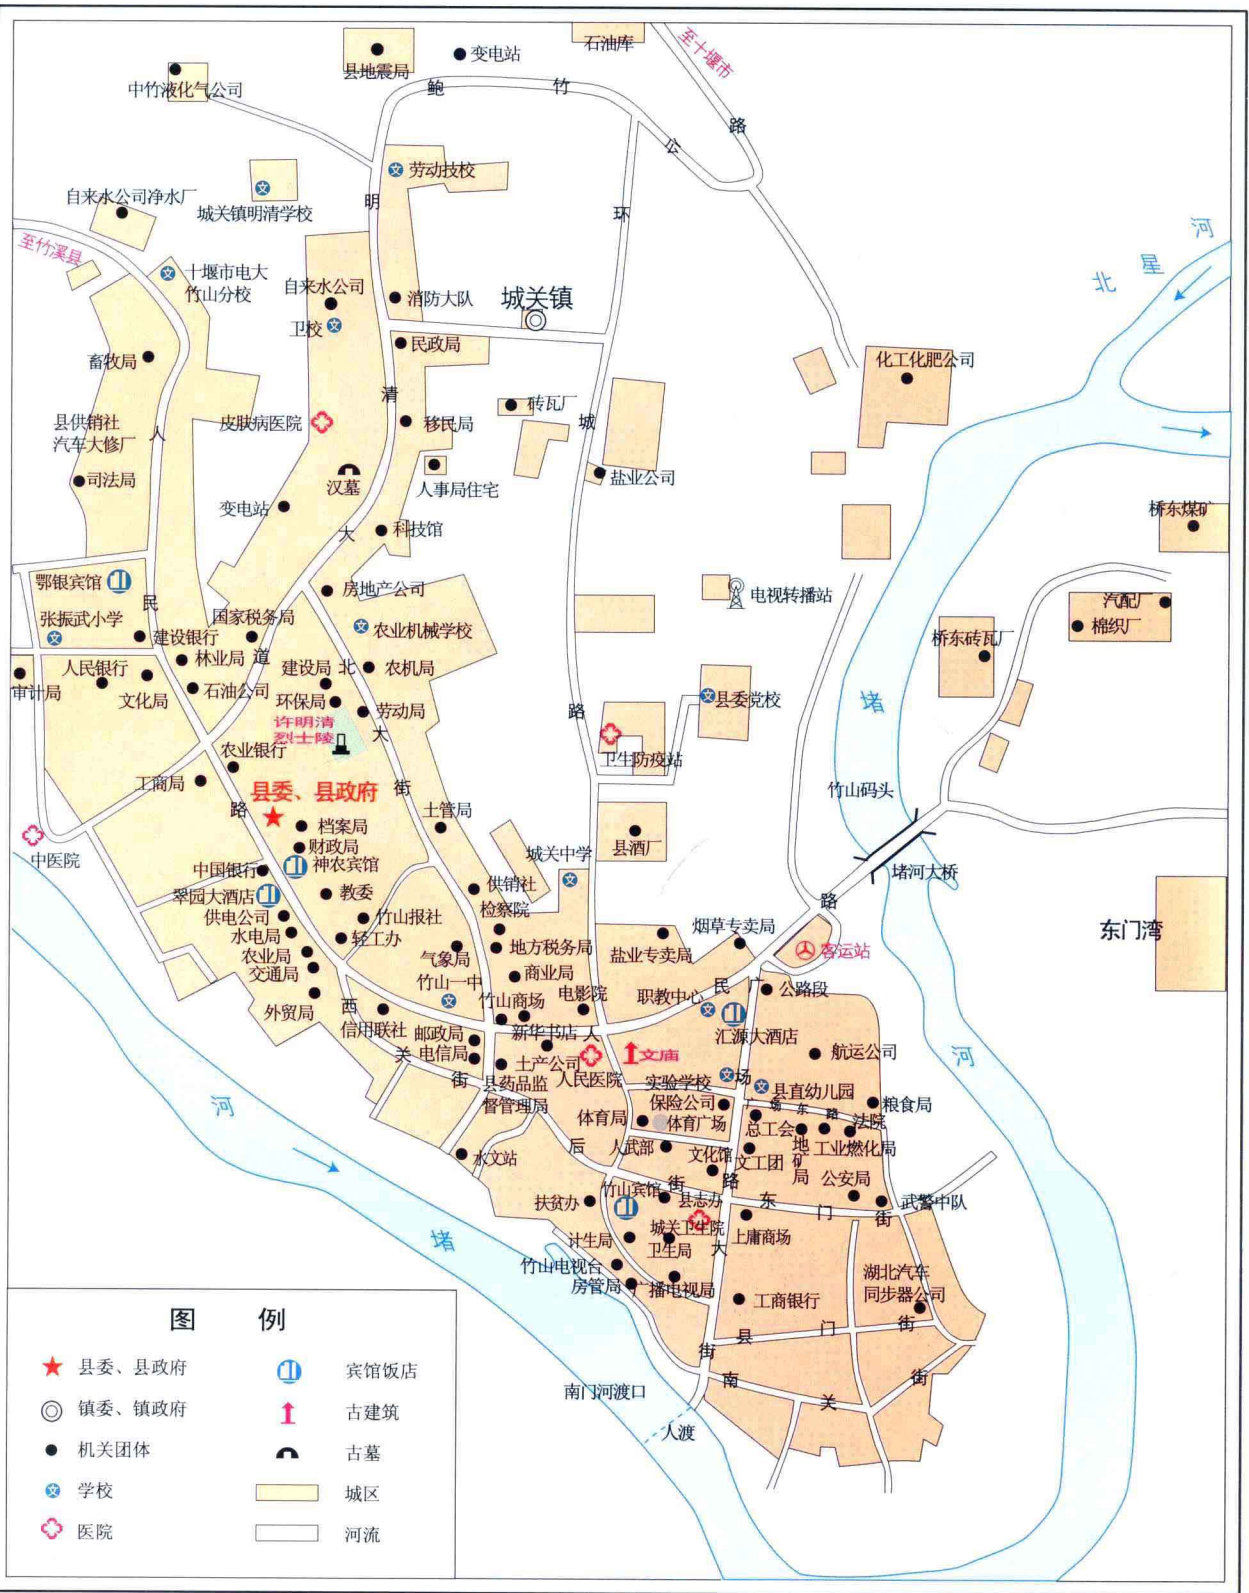 石油库
至十堰市
变电站
县地震局
中竹液化气公司
鲍
竹
公
路
劳动技校
自来水公司净水厂
城关镇明清学校
明
环
至竹溪县
十堰市电大
竹山分校
自来水公司
消防大队
城关镇
卫校
民政局
北
星
河
化工化肥公司
畜牧局
清
砖瓦厂
县供销社
汽车大修厂
人
皮肤病医院
移民局
城
司法局
汉墓
人事局住宅
盐业公司
变电站
大
科技馆
桥东煤矿
鄂银宾馆
房地产公司
电视转播站
汽配厂
民
张振武小学
国家税务局
农业机械学校
棉织厂
建设银行
桥东砖瓦厂
林业局
道
人民银行
建设局
北
农机局
审计局
文化局
石油公司
环保局
劳动局
路
县委党校
堵
许明清
烈士陵
大
农业银行
卫生防疫站
工商局
县委、县政府
街
竹山码头
路
土管局
档案局
财政局
城关中学
县酒厂
中医院
中国银行
神农宾馆
堵河大桥
翠园大酒店
教委
供销社
路
供电公司
竹山报社
检察院
水电局
轻工办
烟草专卖局
东门湾
农业局
气象局
地方税务局
盐业专卖局
客运站
交通局
竹山一中
商业局
外贸局
西
竹山商场
电影院
职教中心
民
广
公路段
信用联社
邮政局
新华书店
人
汇源大酒店
关
电信局
土产公司
人民医院
文庙
航运公司
河
街
县药品监
督管理局
实验学校
场
县直幼儿园
河
保险公司
广
场
东
路
粮食局
体育局
体育广场
总工会
法院
后
人武部
文化馆
文工团
地
矿
局
工业燃化局
水文站
街
路
公安局
竹山宾馆
扶贫办
县志办
东
门
街
武警中队
城关卫生院
计生局
卫生局
大
上庸商场
堵
竹山电视台
房管局
广播电视局
湖北汽车
同步器公司
工商银行
县
门
街
街
南门河渡口
南
关
街
人渡
图 例
县委、县政府
宾馆饭店
镇委、镇政府
古建筑
机关团体
古墓
学校
城区
医院
河流